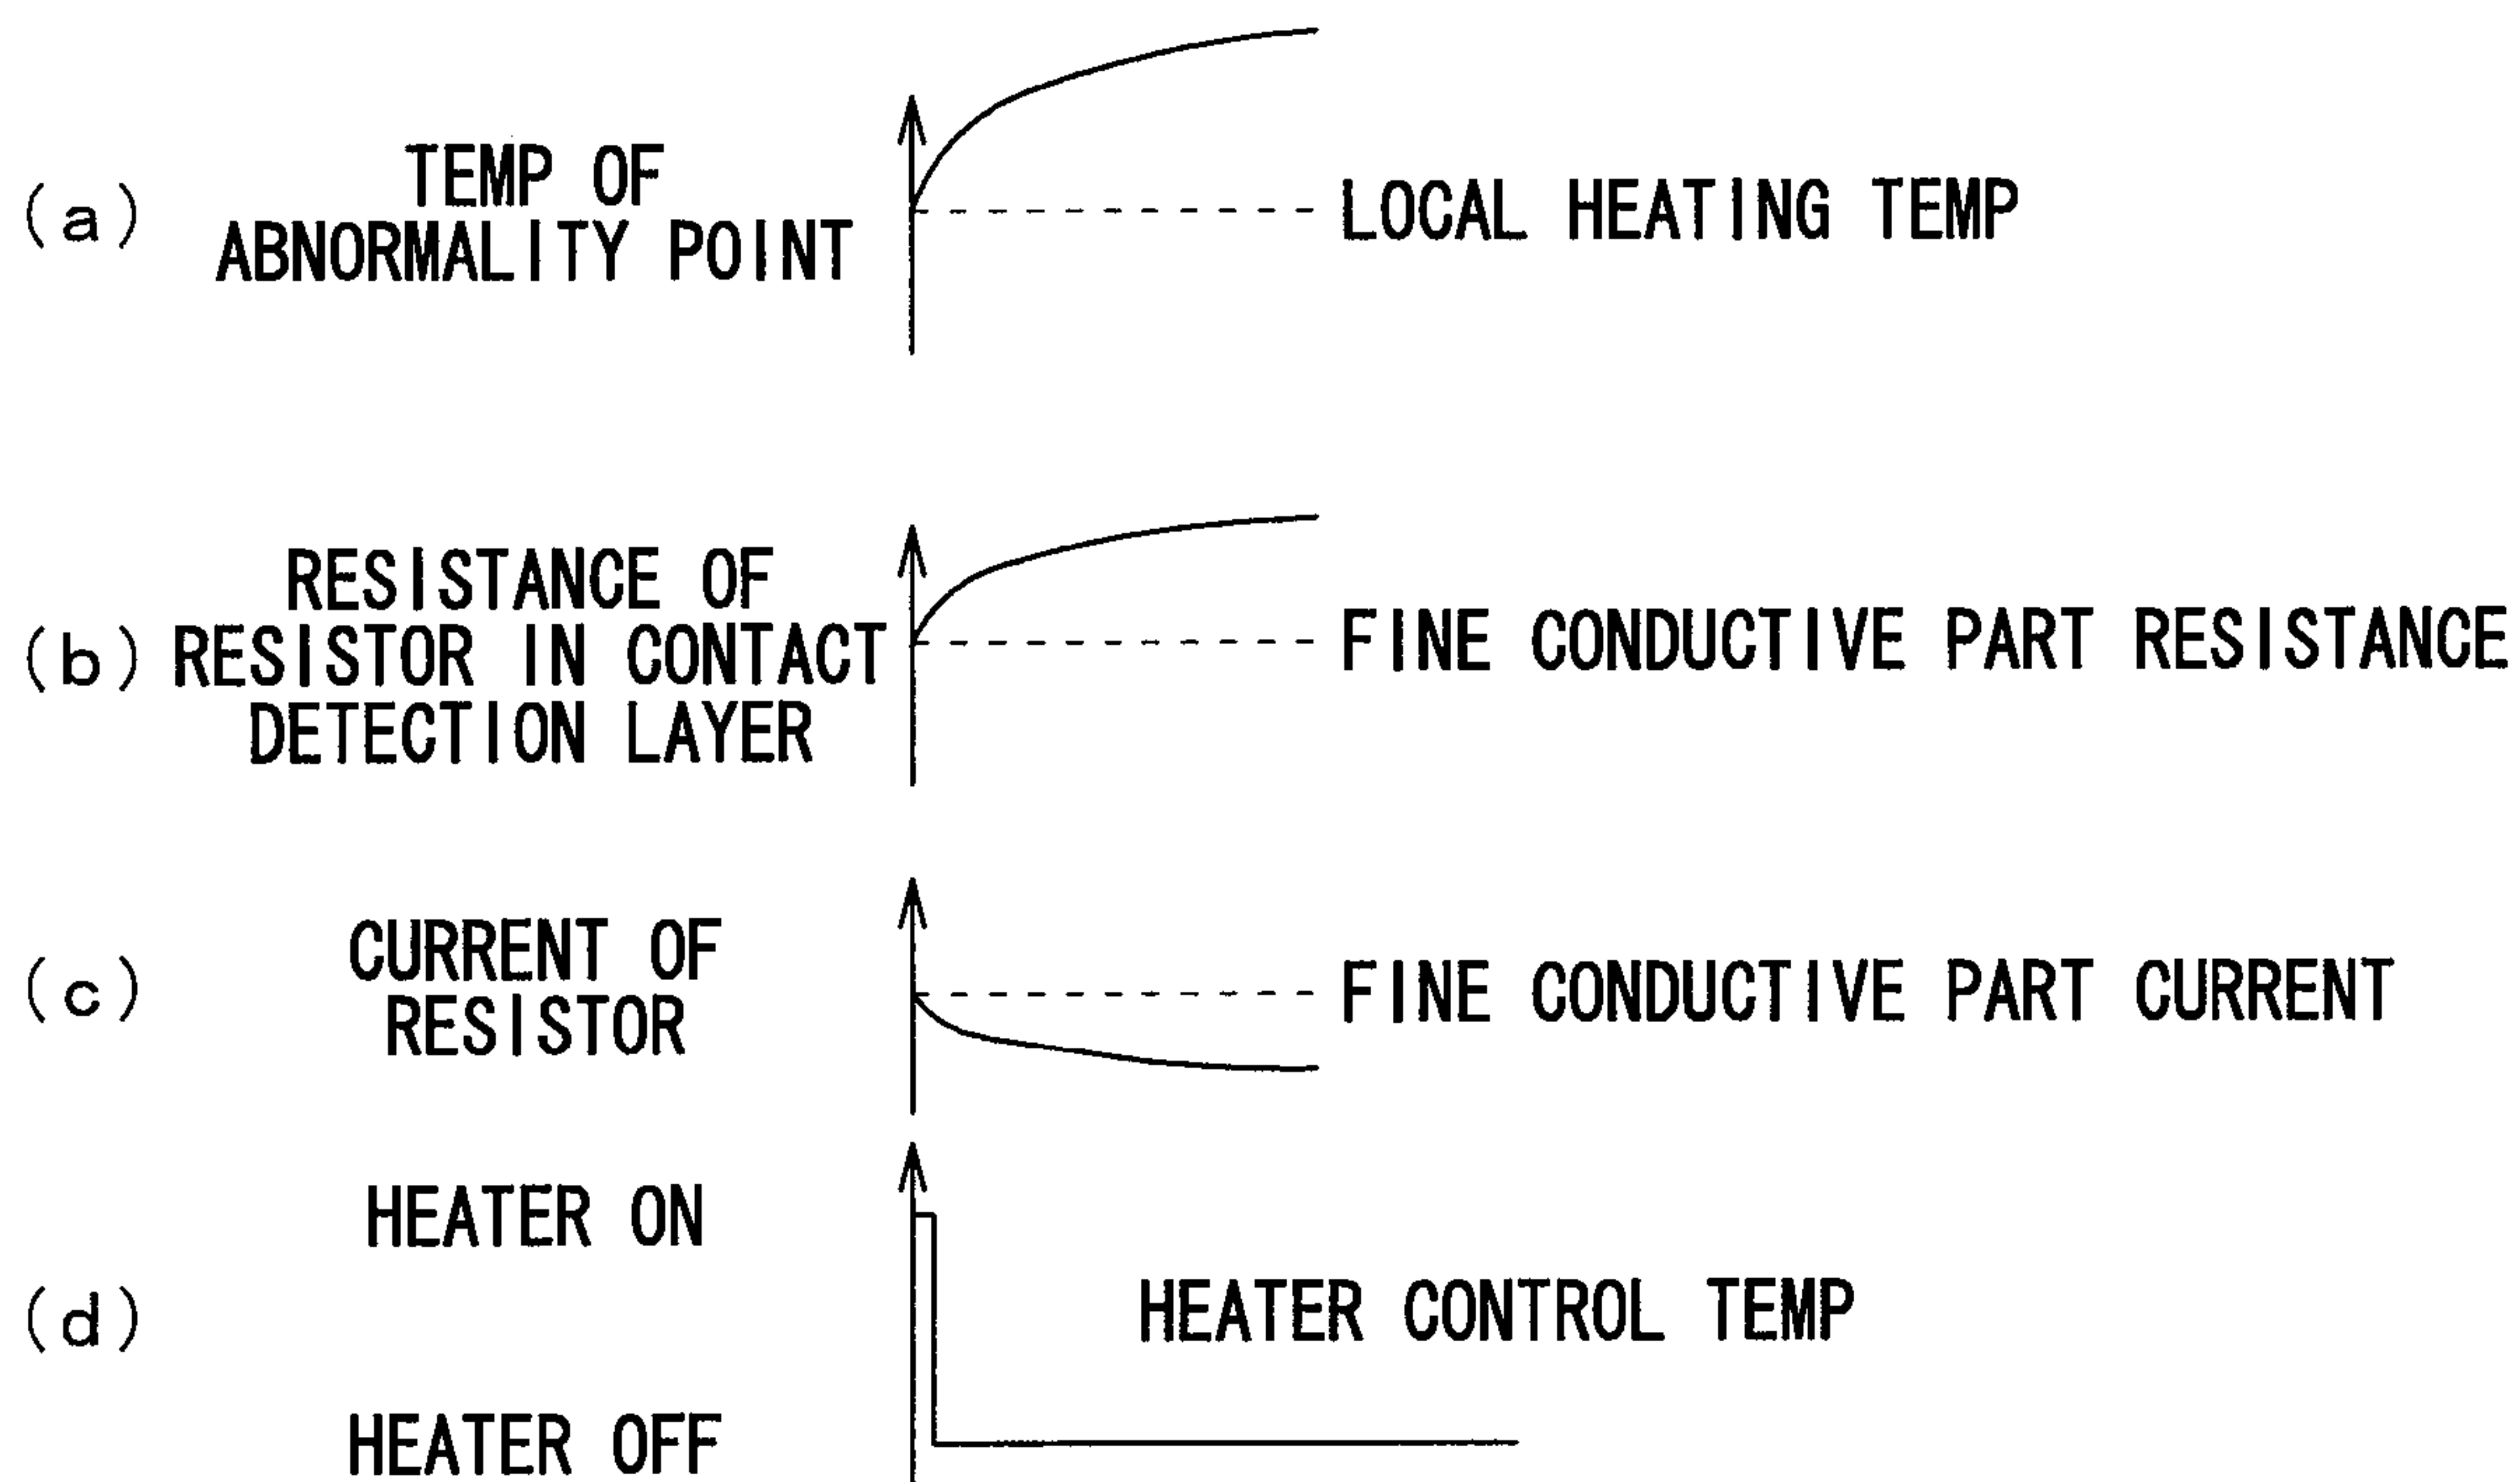 (a)
TEMP OF
ABNORMALITY POINT
LOCAL HEATING TEMP
(b)
RESISTANCE OF
RESISTOR IN CONTACT
DETECTION LAYER
FINE CONDUCTIVE PART RESISTANCE
(c)
CURRENT OF
RESISTOR
FINE CONDUCTIVE PART CURRENT
(d)
HEATER ON
HEATER CONTROL TEMP
HEATER OFF